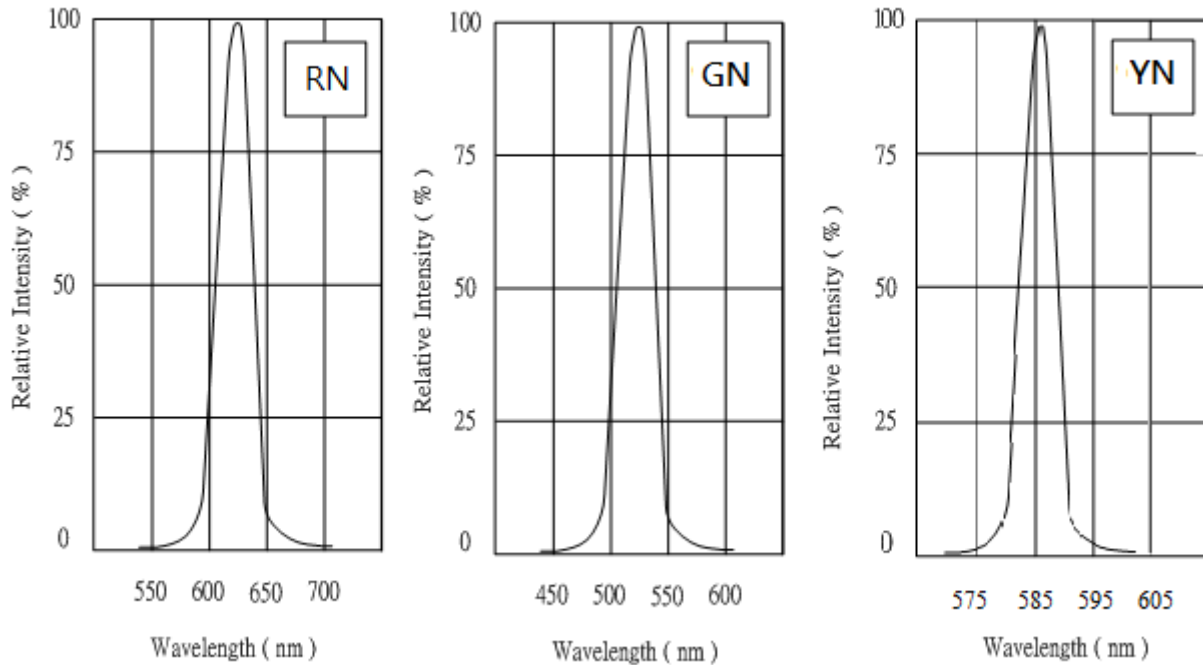 RN
100
75
50
25
0
Relative Intensity ( % )
550 600 650 700
Wavelength ( nm )
GN
100
75
50
25
0
Relative Intensity ( % )
450 500 550 600
Wavelength ( nm )
YN
100
75
50
25
0
Relative Intensity ( % )
575 585 595 605
Wavelength ( nm )